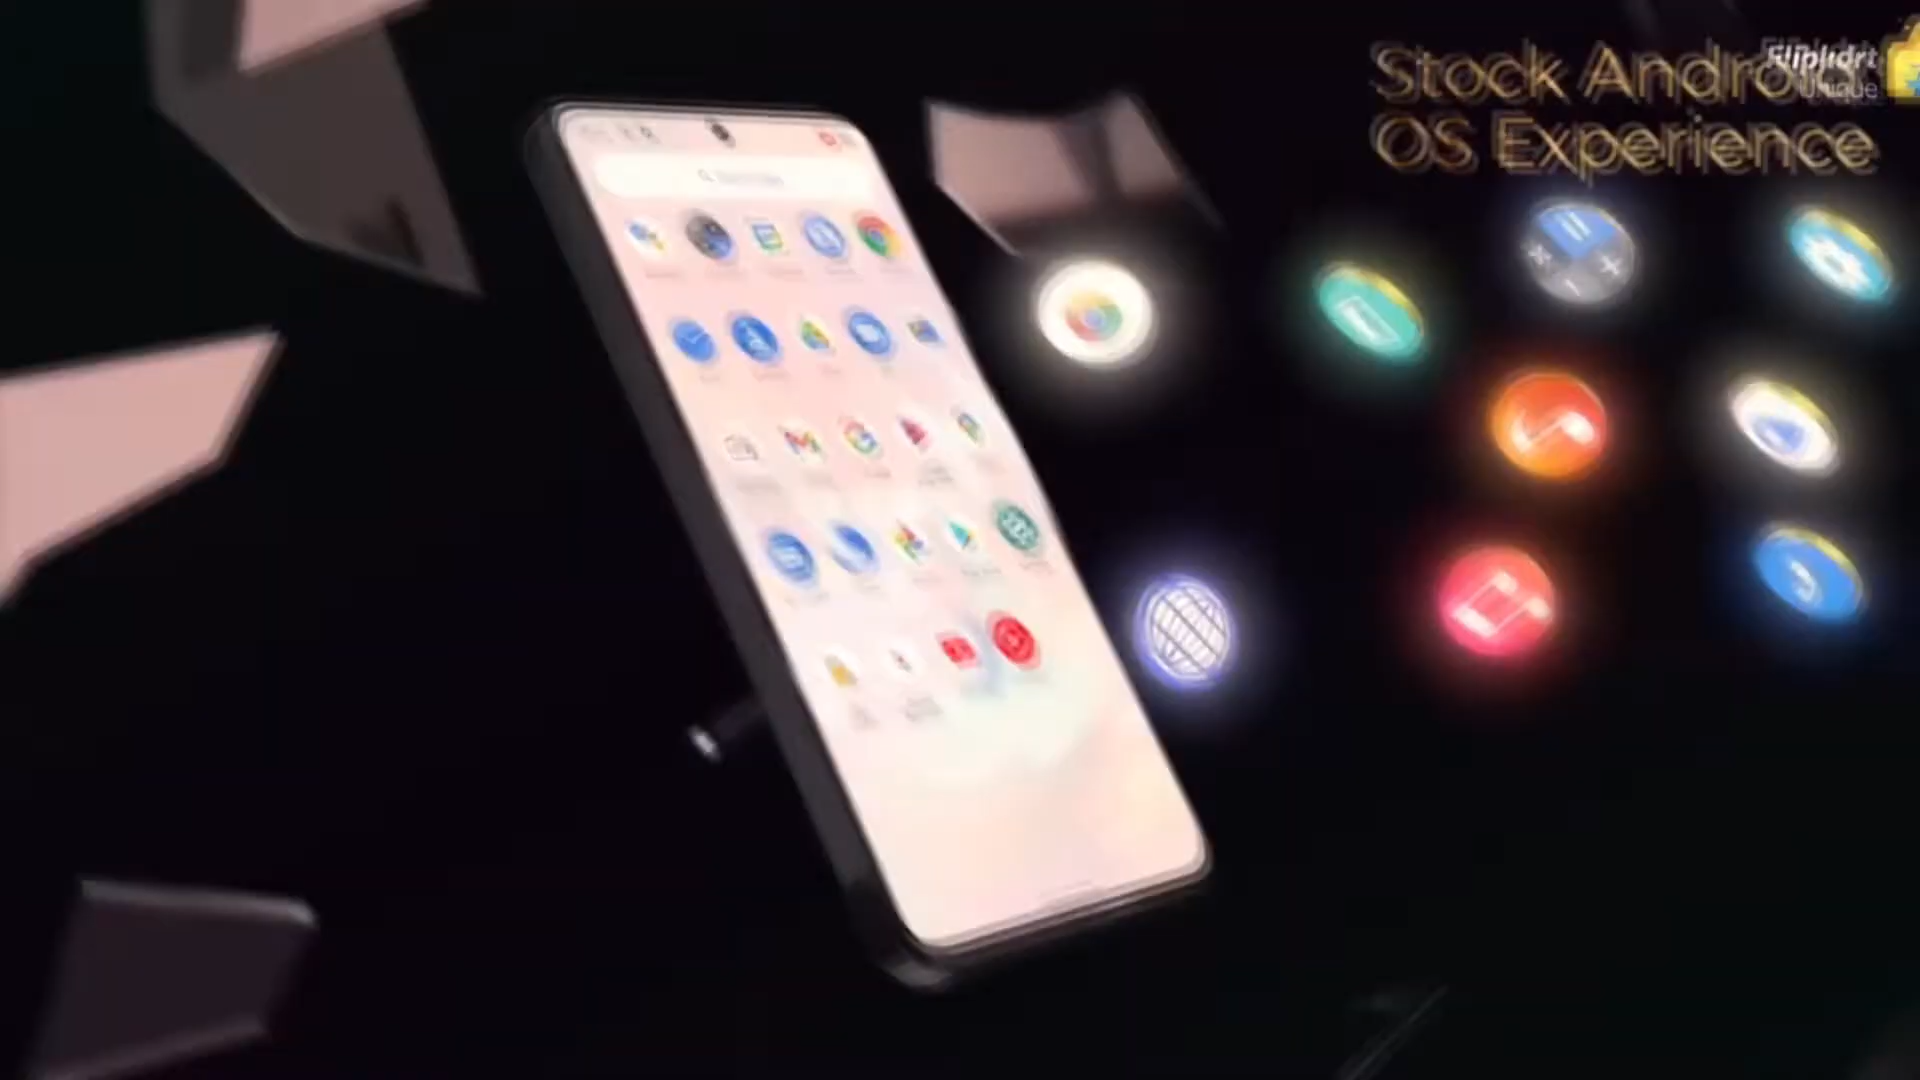 Stock Android
OS Experience
Flipkart
Unique